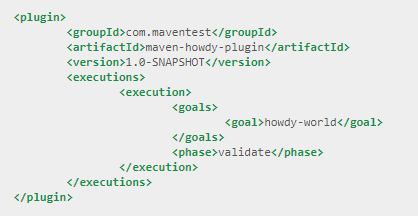 <plugin>
<groupId>com.maventest</groupId>
<artifactId>maven-howdy-plugin</artifactId>
<version>1.0-SNAPSHOT</version>
<executions>
<execution>
<goals>
<goal>howdy-world</goal>
</goals>
<phase>validate</phase>
</execution>
</executions>
</plugin>